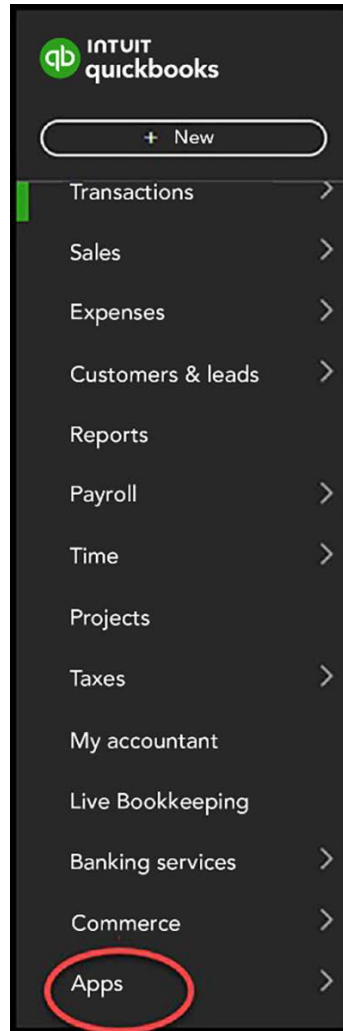 qb INTUIT
quickbooks
+ New
Transactions
Sales
Expenses
Customers & leads
Reports
Payroll
Time
Projects
Taxes
My accountant
Live Bookkeeping
Banking services
Commerce
Apps